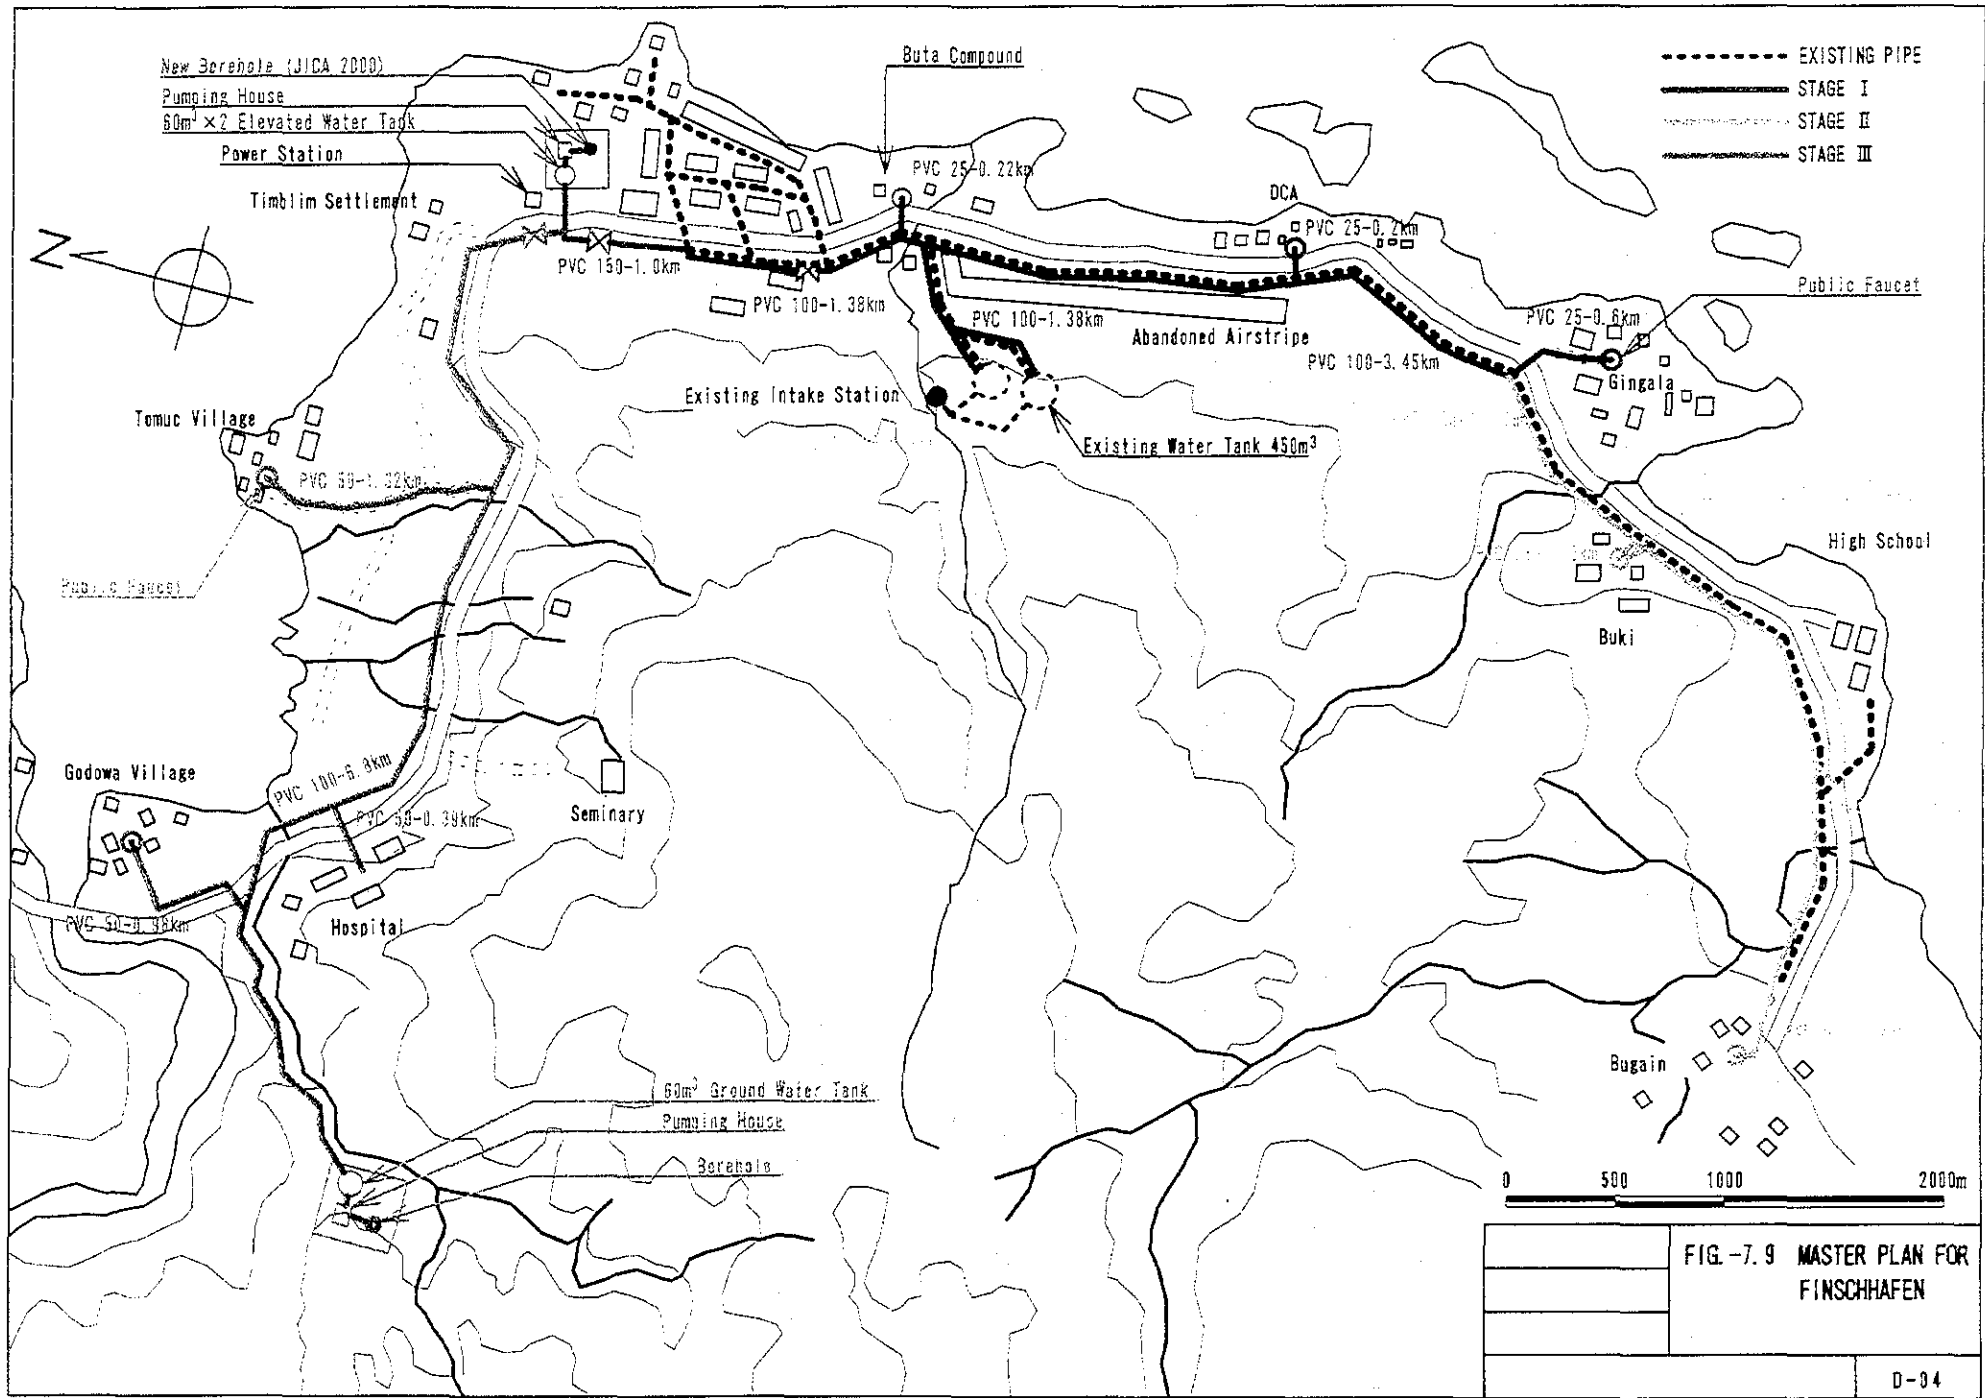 New Borehole (JICA 2000)
Pumping House
60m³ ×2 Elevated Water Tank
Power Station
Timblim Settlement
Buta Compound
EXISTING PIPE
STAGE I
STAGE II
STAGE III
PVC 25-0.22km
DCA
PVC 25-0.2km
N
PVC 150-1.0km
PVC 100-1.38km
PVC 100-1.38km
Abandoned Airstripe
PVC 100-3.45km
Public Faucet
PVC 25-0.6km
Gingala
Existing Intake Station
Existing Water Tank 450m³
Tomuc Village
Public Faucet
High School
Buki
Godowa Village
PVC 100-6.9km
PVC 50-0.39km
Seminary
PVC 50-0.98km
Hospital
60m³ Ground Water Tank
Pumping House
Borehole
Bugain
0 500 1000 2000m
FIG.-7.9 MASTER PLAN FOR
FINSCHHAFEN
D-04